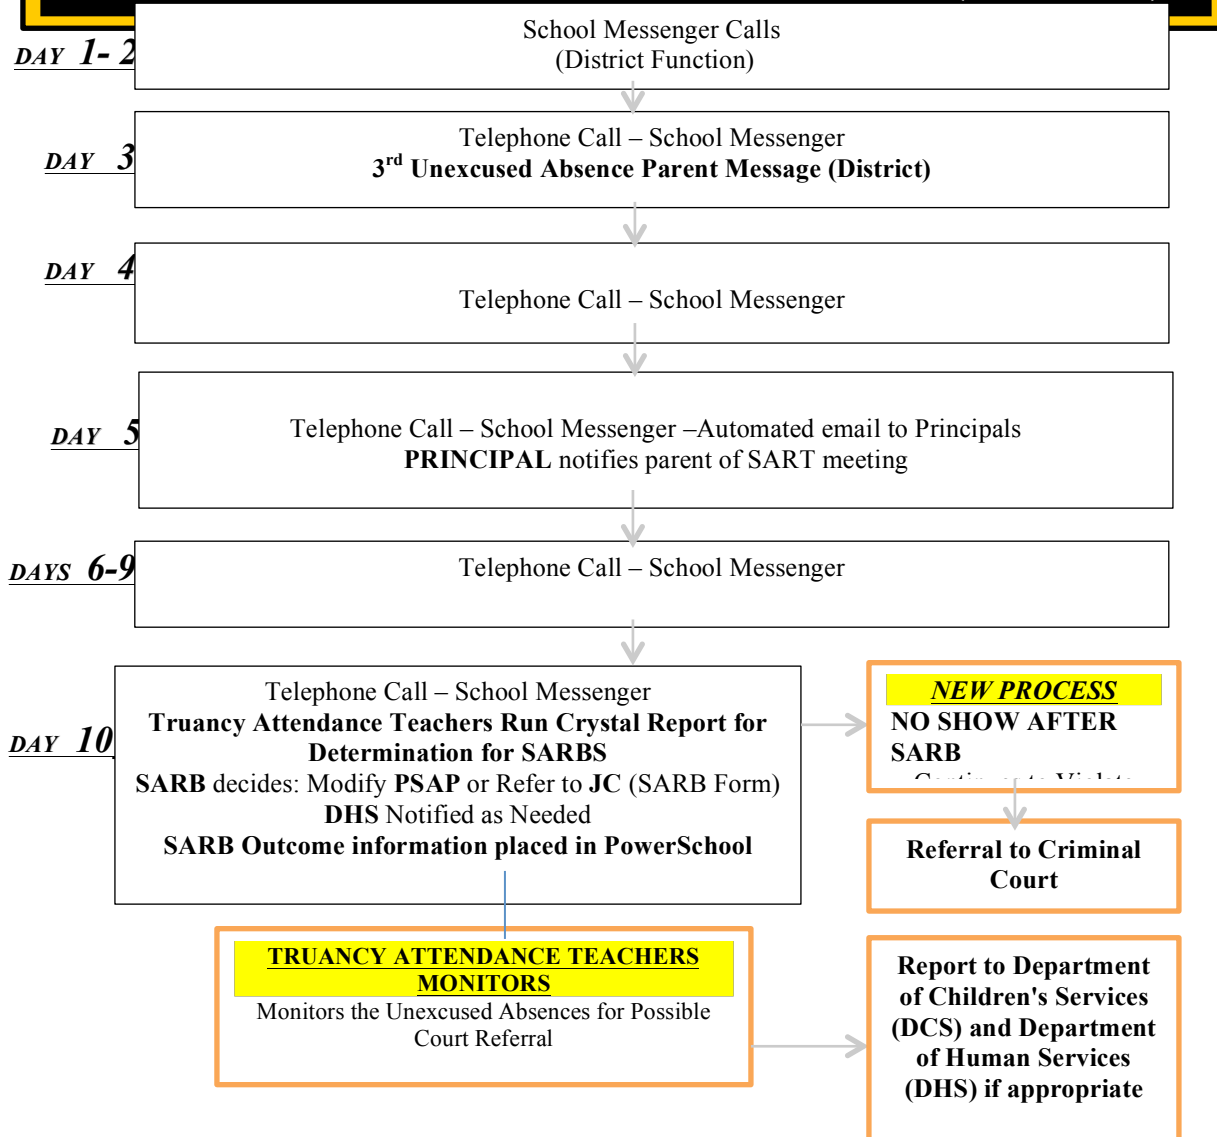 School Messenger Calls
DAY 1- 2
(District Function)
Telephone Call – School Messenger
DAY 3
3rd Unexcused Absence Parent Message (District)
DAY 4
Telephone Call – School Messenger
DAY 5
Telephone Call – School Messenger –Automated email to Principals
PRINCIPAL notifies parent of SART meeting
DAYS 6-9
Telephone Call – School Messenger
DAY 10
Telephone Call – School Messenger
Truancy Attendance Teachers Run Crystal Report for
Determination for SARBS
SARB decides: Modify PSAP or Refer to JC (SARB Form)
DHS Notified as Needed
SARB Outcome information placed in PowerSchool
NEW PROCESS
NO SHOW AFTER
SARB
Referral to Criminal
Court
TRUANCY ATTENDANCE TEACHERS
MONITORS
Monitors the Unexcused Absences for Possible
Court Referral
Report to Department
of Children's Services
(DCS) and Department
of Human Services
(DHS) if appropriate